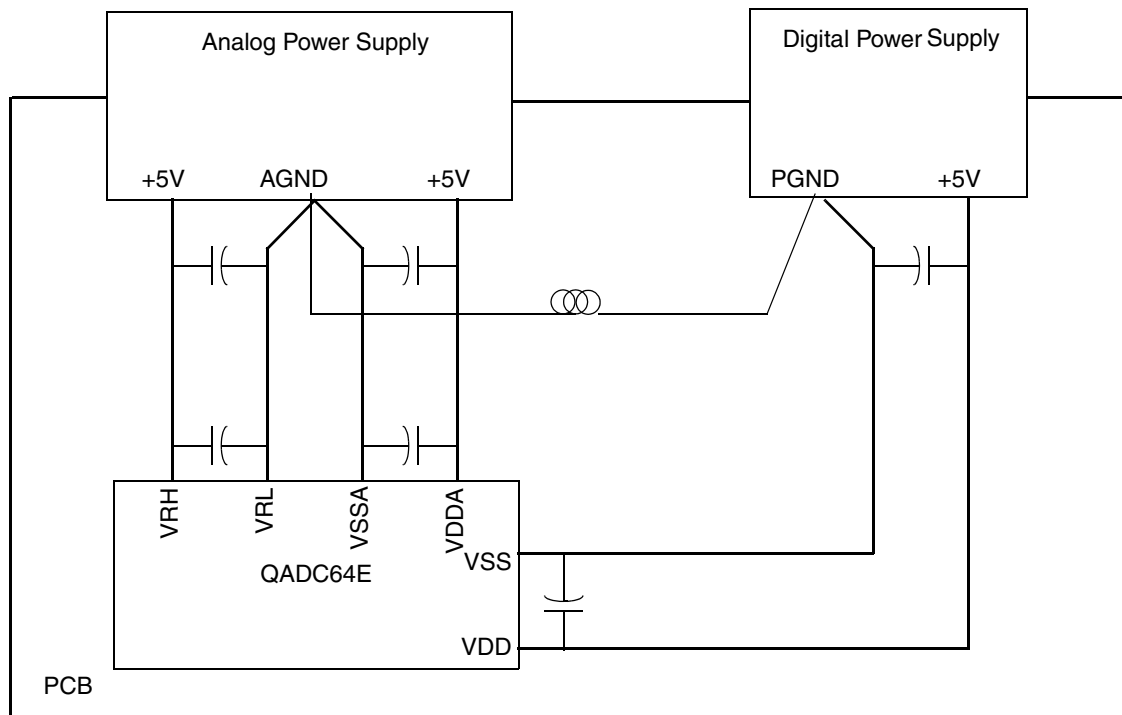 Analog Power Supply
Digital Power Supply
+5V
AGND
+5V
PGND
+5V
VRH
VRL
VSSA
VDDA
VSS
QADC64E
VDD
PCB